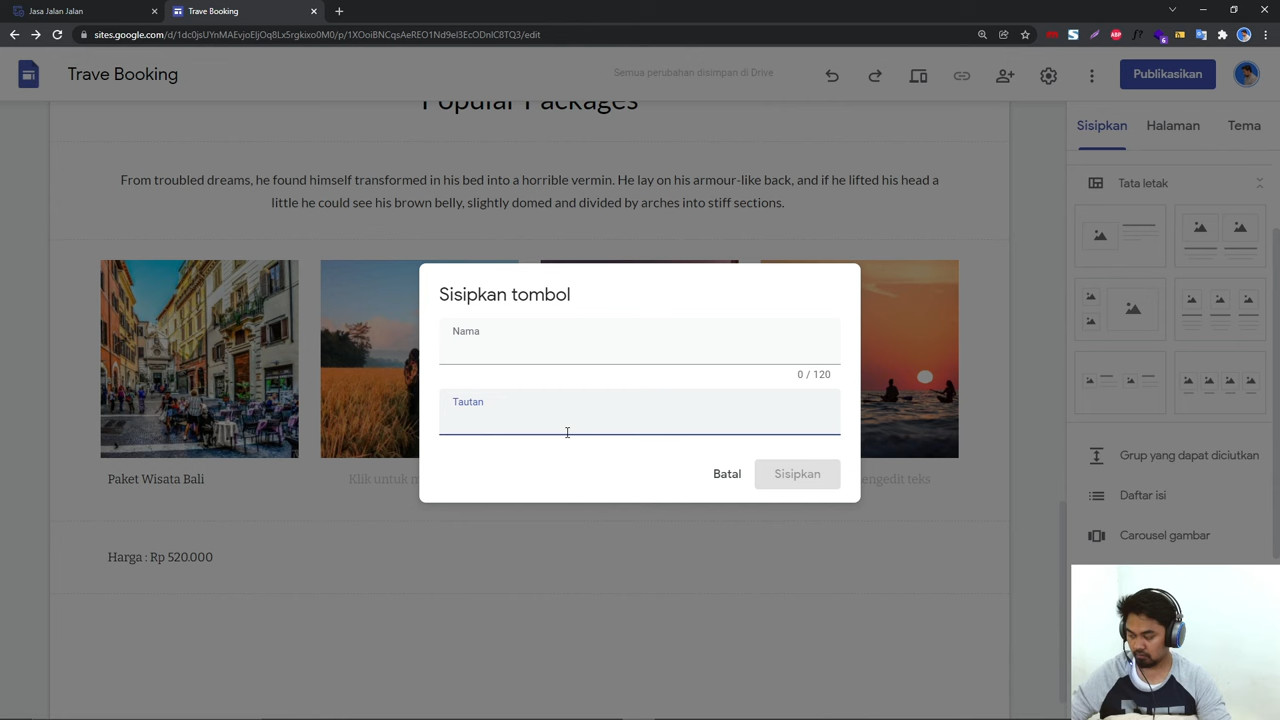 Jasa Jalan Jalan
Trave Booking
sites.google.com/d/1dc0jsUYnMAEvjoEljOq8LxSrgkixo0M0/p/1XOoiBNCqsAeREO1Nd9eI3EcODnlC8TQ3/edit
Trave Booking
Semua perubahan disimpan di Drive
Publikasikan
Popular Packages
Sisipkan
Halaman
Tema
Tata letak
From troubled dreams, he found himself transformed in his bed into a horrible vermin. He lay on his armour-like back, and if he lifted his head a
little he could see his brown belly, slightly domed and divided by arches into stiff sections.
Sisipkan tombol
Nama
0 / 120
Tautan
Batal
Sisipkan
Paket Wisata Bali
Klik untuk m
engedit teks
Harga : Rp 520.000
Grup yang dapat diciutkan
Daftar isi
Carousel gambar